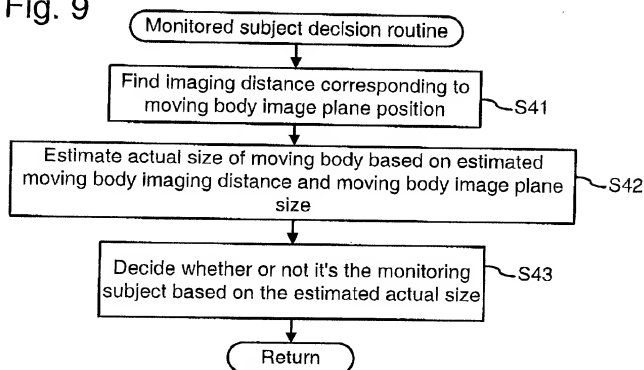 Fig. 9
Monitored subject decision routine
Find imaging distance corresponding to
moving body image plane position
S41
Estimate actual size of moving body based on estimated
moving body imaging distance and moving body image plane
size
S42
Decide whether or not it's the monitoring
subject based on the estimated actual size
S43
Return